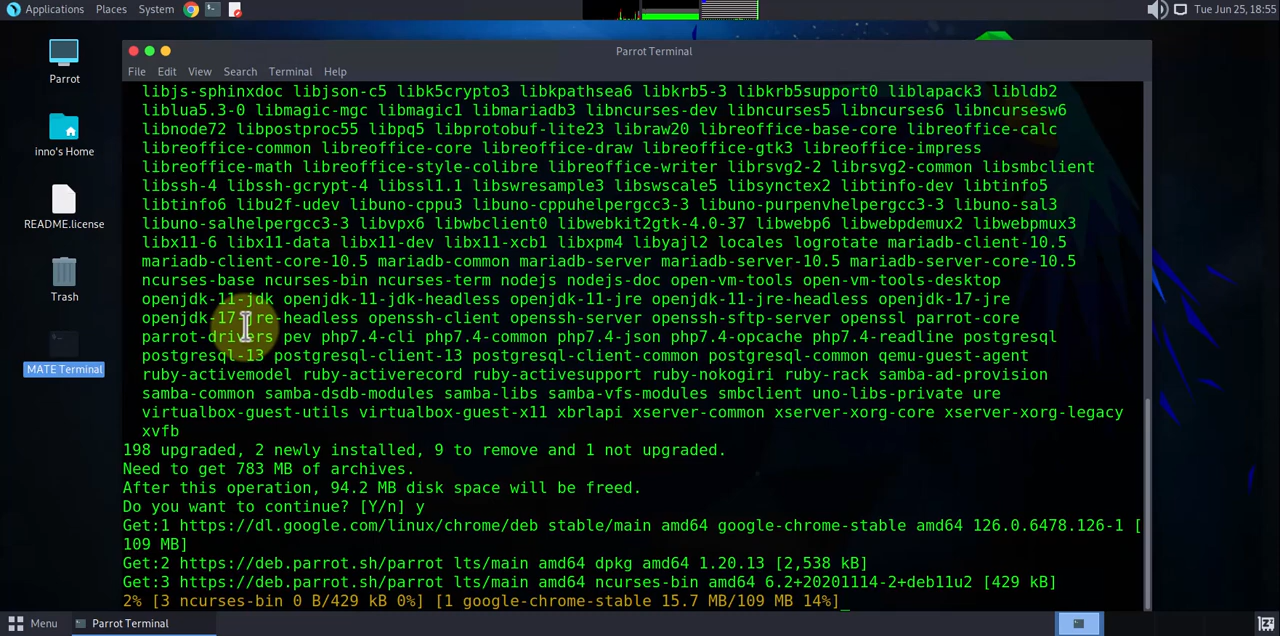 Applications Places System
Tue Jun 25, 18:55
Parrot Terminal
File Edit View Search Terminal Help
Parrot
inno's Home
README.license
Trash
MATE Terminal
libjs-sphinxdoc libjson-c5 libk5crypto3 libkpathsea6 libkrb5-3 libkrb5support0 liblapack3 libldb2
liblua5.3-0 libmagic-mgc libmagic1 libmariadb3 libncurses-dev libncurses5 libncurses6 libncursesw6
libnode72 libpostproc55 libpq5 libprotobuf-lite23 libraw20 libreoffice-base-core libreoffice-calc
libreoffice-common libreoffice-core libreoffice-draw libreoffice-gtk3 libreoffice-impress
libreoffice-math libreoffice-style-colibre libreoffice-writer librsvg2-2 librsvg2-common libsmbclient
libssh-4 libssh-gcrypt-4 libssl1.1 libswresample3 libswscale5 libsynctex2 libtinfo-dev libtinfo5
libtinfo6 libu2f-udev libuno-cppu3 libuno-cppuhelpergcc3-3 libuno-purpenvhelpergcc3-3 libuno-sal3
libuno-salhelpergcc3-3 libvpx6 libwbclient0 libwebkit2gtk-4.0-37 libwebp6 libwebpdemux2 libwebpmux3
libx11-6 libx11-data libx11-dev libx11-xcb1 libxpm4 libyajl2 locales logrotate mariadb-client-10.5
mariadb-client-core-10.5 mariadb-common mariadb-server mariadb-server-10.5 mariadb-server-core-10.5
ncurses-base ncurses-bin ncurses-term nodejs nodejs-doc open-vm-tools open-vm-tools-desktop
openjdk-11-jdk openjdk-11-jdk-headless openjdk-11-jre openjdk-11-jre-headless openjdk-17-jre
openjdk-17-jre-headless openssh-client openssh-server openssh-sftp-server openssl parrot-core
parrot-drivers pev php7.4-cli php7.4-common php7.4-json php7.4-opcache php7.4-readline postgresql
postgresql-13 postgresql-client-13 postgresql-client-common postgresql-common qemu-guest-agent
ruby-activemodel ruby-activerecord ruby-activesupport ruby-nokogiri ruby-rack samba-ad-provision
samba-common samba-dsdb-modules samba-libs samba-vfs-modules smbclient uno-libs-private ure
virtualbox-guest-utils virtualbox-guest-x11 xbrlapi xserver-common xserver-xorg-core xserver-xorg-legacy
xvfb
198 upgraded, 2 newly installed, 9 to remove and 1 not upgraded.
Need to get 783 MB of archives.
After this operation, 94.2 MB disk space will be freed.
Do you want to continue? [Y/n] y
Get:1 https://dl.google.com/linux/chrome/deb stable/main amd64 google-chrome-stable amd64 126.0.6478.126-1 [
109 MB]
Get:2 https://deb.parrot.sh/parrot lts/main amd64 dpkg amd64 1.20.13 [2,538 kB]
Get:3 https://deb.parrot.sh/parrot lts/main amd64 ncurses-bin amd64 6.2+20201114-2+deb11u2 [429 kB]
2% [3 ncurses-bin 0 B/429 kB 0%] [1 google-chrome-stable 15.7 MB/109 MB 14%]
Menu Parrot Terminal